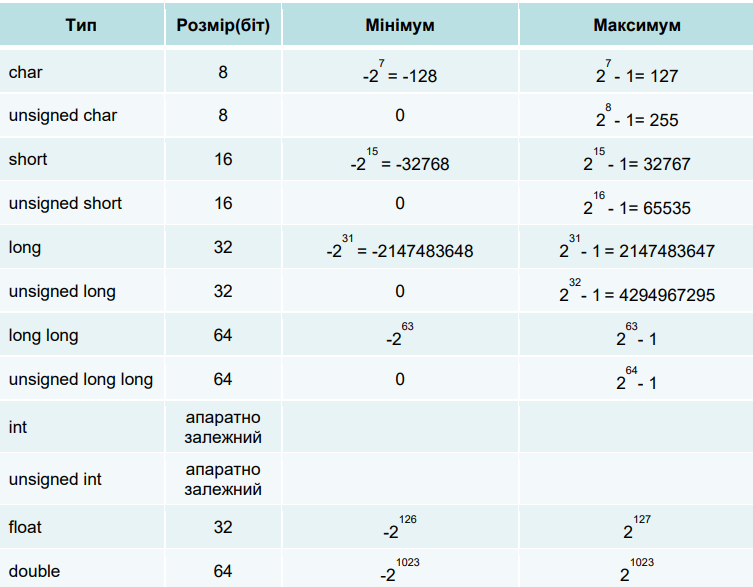 Тип Розмір(біт) Мінімум Максимум
char 8 -2^7 = -128 2^7 - 1= 127
unsigned char 8 0 2^8 - 1= 255
short 16 -2^15 = -32768 2^15 - 1= 32767
unsigned short 16 0 2^16 - 1= 65535
long 32 -2^31 = -2147483648 2^31 - 1 = 2147483647
unsigned long 32 0 2^32 - 1 = 4294967295
long long 64 -2^63 2^63 - 1
unsigned long long 64 0 2^64 - 1
int апаратно
залежний
unsigned int апаратно
залежний
float 32 -2^126 2^127
double 64 -2^1023 2^1023